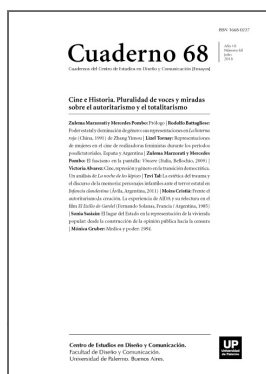 ISSN 1668-0227
Año 18
Número 68
Julio
2018
Cuaderno 68
Cuadernos del Centro de Estudios en Diseño y Comunicación [Ensayos]
Cine e Historia. Pluralidad de voces y miradas
sobre el autoritarismo y el totalitarismo
Zulema Marzorati y Mercedes Pombo: Prólogo | Rodolfo Battagliese:
Poder estatal y dominación de género y sus representaciones en La linterna
roja (China, 1991) de Zhang Yimou | Lizel Tornay: Representaciones
de mujeres en el cine de realizadoras feministas durante los períodos
posdictatoriales. España y Argentina | Zulema Marzorati y Mercedes
Pombo: El fascismo en la pantalla: Vincere (Italia, Bellochio, 2009) |
Victoria Alvarez: Cine, represión y género en la transición democrática.
Un análisis de La noche de los lápices | Tzvi Tal: La estética del trauma y
el discurso de la memoria: personajes infantiles ante el terror estatal en
Infancia clandestina (Ávila, Argentina, 2011) | Moira Cristiá: Frente al
autoritarismo, la creación. La experiencia de AIDA y su relectura en el
film El Exilio de Gardel (Fernando Solanas, Francia / Argentina, 1985)
| Sonia Sasiain: El lugar del Estado en la representación de la vivienda
popular: desde la construcción de la opinión pública hacia la censura
| Mónica Gruber: Medios y poder: 1984.
Centro de Estudios en Diseño y Comunicación.
Facultad de Diseño y Comunicación.
Universidad de Palermo. Buenos Aires.
UP
Universidad
de Palermo